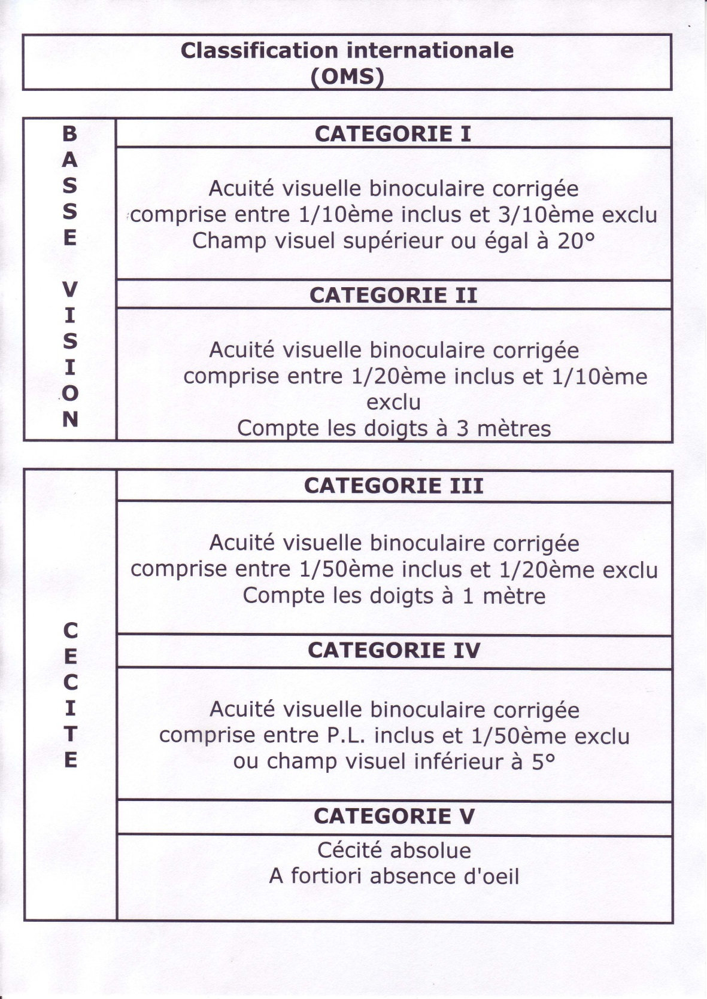 Classification internationale
(OMS)
BASSE VISION
CATEGORIE I
Acuité visuelle binoculaire corrigée
comprise entre 1/10ème inclus et 3/10ème exclu
Champ visuel supérieur ou égal à 20°
CATEGORIE II
Acuité visuelle binoculaire corrigée
comprise entre 1/20ème inclus et 1/10ème
exclu
Compte les doigts à 3 mètres
CECITE
CATEGORIE III
Acuité visuelle binoculaire corrigée
comprise entre 1/50ème inclus et 1/20ème exclu
Compte les doigts à 1 mètre
CATEGORIE IV
Acuité visuelle binoculaire corrigée
comprise entre P.L. inclus et 1/50ème exclu
ou champ visuel inférieur à 5°
CATEGORIE V
Cécité absolue
A fortiori absence d'oeil